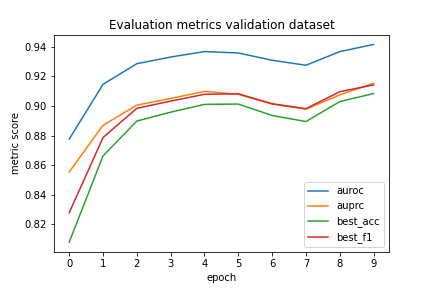 Evaluation metrics validation dataset
metric score
0.94
0.92
0.90
0.88
0.86
0.84
0.82
auroc
auprc
best_acc
best_f1
0 1 2 3 4 5 6 7 8 9
epoch